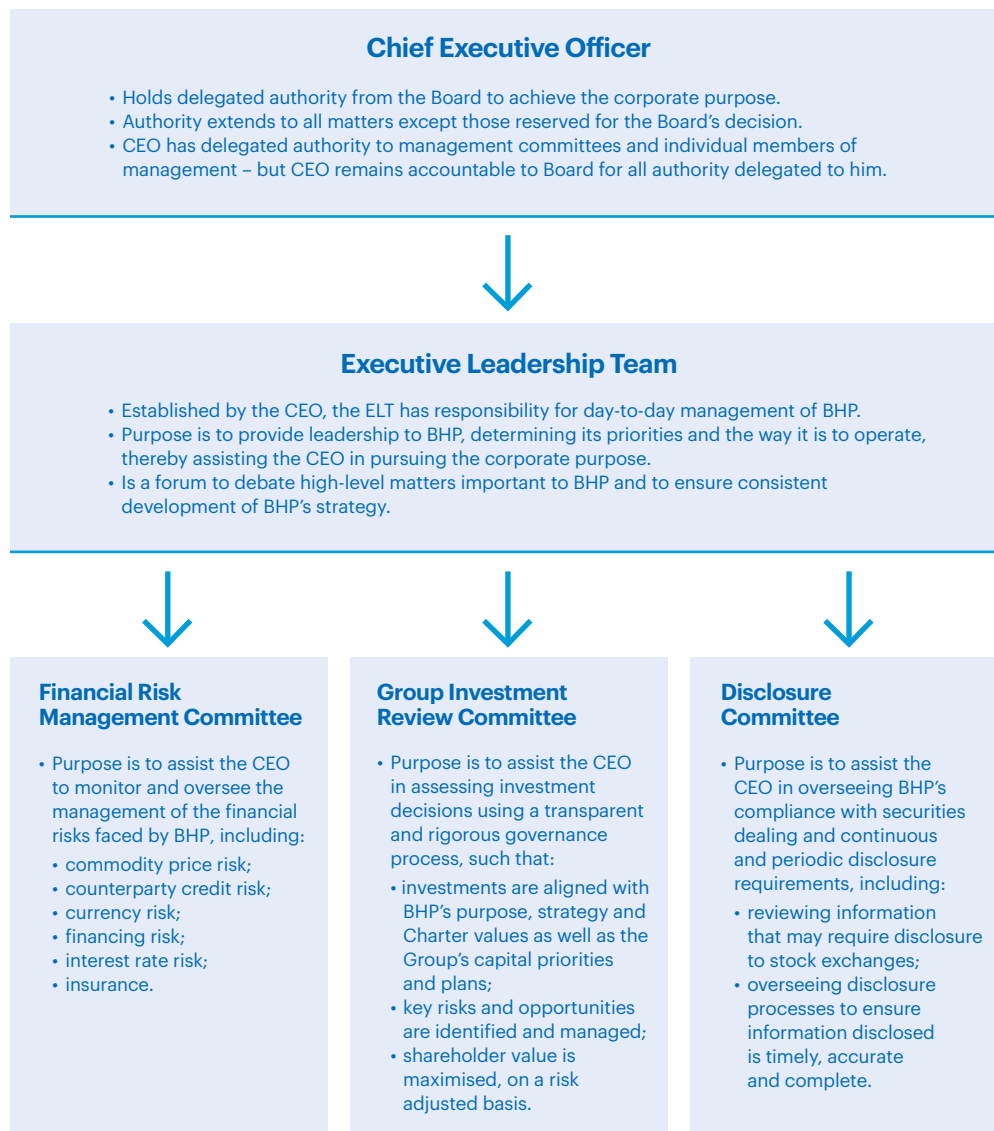 Chief Executive Officer
• Holds delegated authority from the Board to achieve the corporate purpose.
• Authority extends to all matters except those reserved for the Board’s decision.
• CEO has delegated authority to management committees and individual members of
management – but CEO remains accountable to Board for all authority delegated to him.
Executive Leadership Team
• Established by the CEO, the ELT has responsibility for day-to-day management of BHP.
• Purpose is to provide leadership to BHP, determining its priorities and the way it is to operate,
thereby assisting the CEO in pursuing the corporate purpose.
• Is a forum to debate high-level matters important to BHP and to ensure consistent
development of BHP’s strategy.
Financial Risk
Management Committee
• Purpose is to assist the CEO
to monitor and oversee the
management of the financial
risks faced by BHP, including:
• commodity price risk;
• counterparty credit risk;
• currency risk;
• financing risk;
• interest rate risk;
• insurance.
Group Investment
Review Committee
• Purpose is to assist the CEO
in assessing investment
decisions using a transparent
and rigorous governance
process, such that:
• investments are aligned with
BHP’s purpose, strategy and
Charter values as well as the
Group’s capital priorities
and plans;
• key risks and opportunities
are identified and managed;
• shareholder value is
maximised, on a risk
adjusted basis.
Disclosure
Committee
• Purpose is to assist the
CEO in overseeing BHP’s
compliance with securities
dealing and continuous
and periodic disclosure
requirements, including:
• reviewing information
that may require disclosure
to stock exchanges;
• overseeing disclosure
processes to ensure
information disclosed
is timely, accurate
and complete.